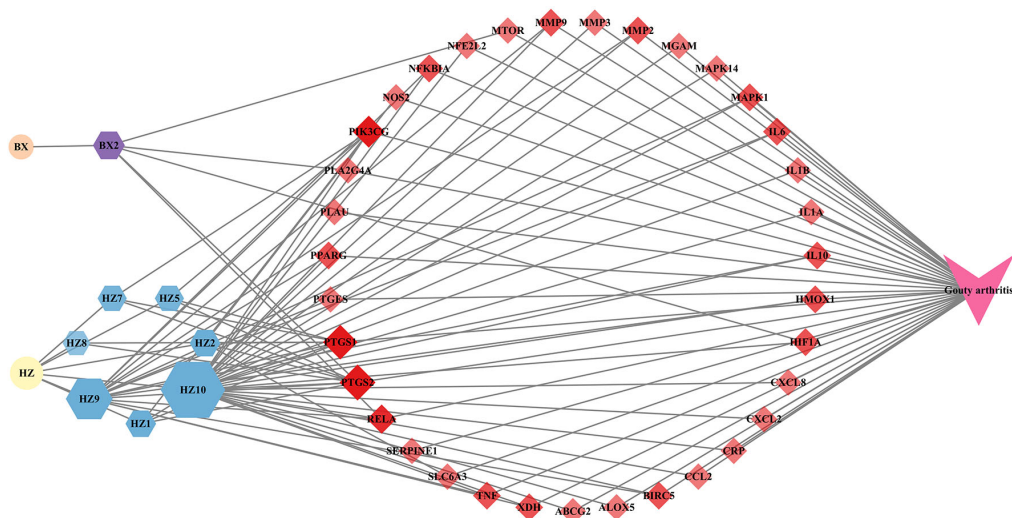 MMP9
MMP3
MMP2
MTOR
NFE2L2
MGAM
NFKBIA
MAPK14
NOS2
MAPK1
PIK3CG
IL6
BX
BX2
PLA2G4A
IL1B
PLAU
IL1A
PPARG
IL10
Gouty arthritis
HZ7
HZ5
PTGES
HMOX1
HZ8
HZ2
PTGS1
HIF1A
HZ
PTGS2
CXCL8
HZ10
HZ9
HZ1
RELA
CXCL2
SERPINE1
CRP
SLC6A3
CCL2
TNF
BIRC5
XDH
ABCG2
ALOX5